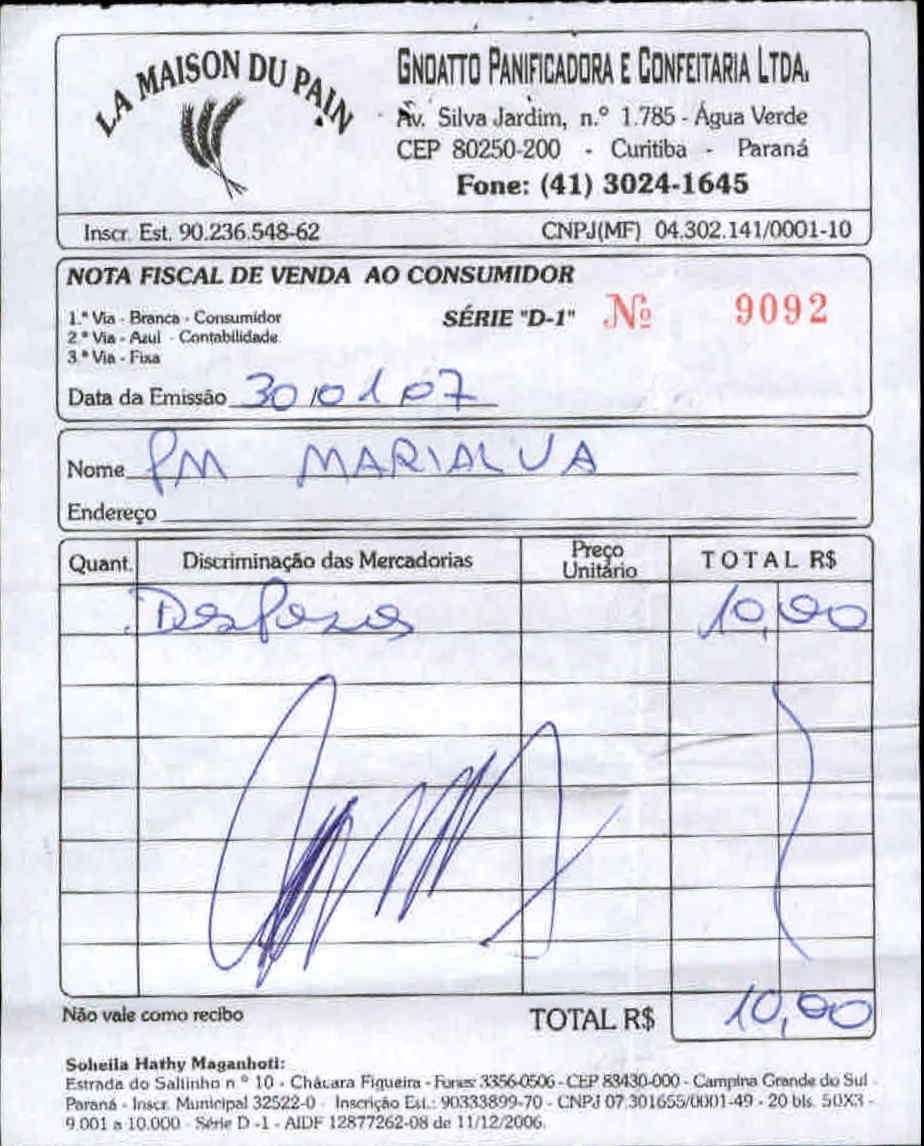 LA MAISON DU PAIN
GNOATTO PANIFICADORA E CONFEITARIA LTDA.
Av. Silva Jardim, n.º 1.785 - Água Verde
CEP 80250-200 - Curitiba - Paraná
Fone: (41) 3024-1645
Inscr. Est. 90.236.548-62 CNPJ(MF) 04.302.141/0001-10
NOTA FISCAL DE VENDA AO CONSUMIDOR
1.ª Via - Branca - Consumidor
SÉRIE "D-1" Nº 9092
2.ª Via - Azul - Contabilidade
3.ª Via - Fixa
Data da Emissão 30/01/07
Nome PM MARIALVA
Endereço
Quant. Discriminação das Mercadorias Preço Unitário TOTAL R$
Despesas 10,00
Não vale como recibo TOTAL R$ 10,00
Soheila Hathy Maganhoti:
Estrada do Saltinho n º 10 - Chácara Figueira - Fones: 3356-0506 - CEP 83430-000 - Campina Grande do Sul -
Paraná - Inscr. Municipal 32522-0 - Inscrição Est.: 90333899-70 - CNPJ 07.301655/0001-49 - 20 bls. 50X3 -
9.001 a 10.000 - Série D -1 - AIDF 12877262-08 de 11/12/2006.